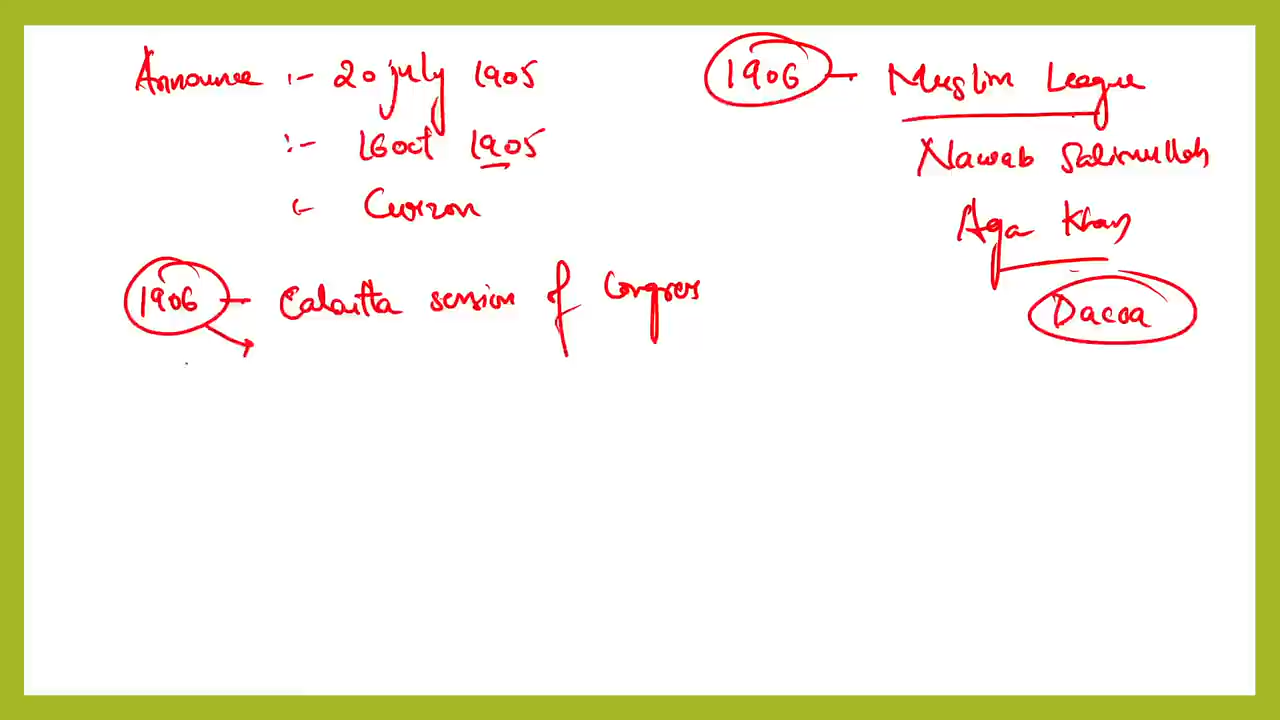 Announce :- 20 july 1905
:- 16 oct 1905
Curzon
1906 - Calcutta session of Congress
1906 - Muslim League
Nawab Salimullah
Aga Khan
Dacca